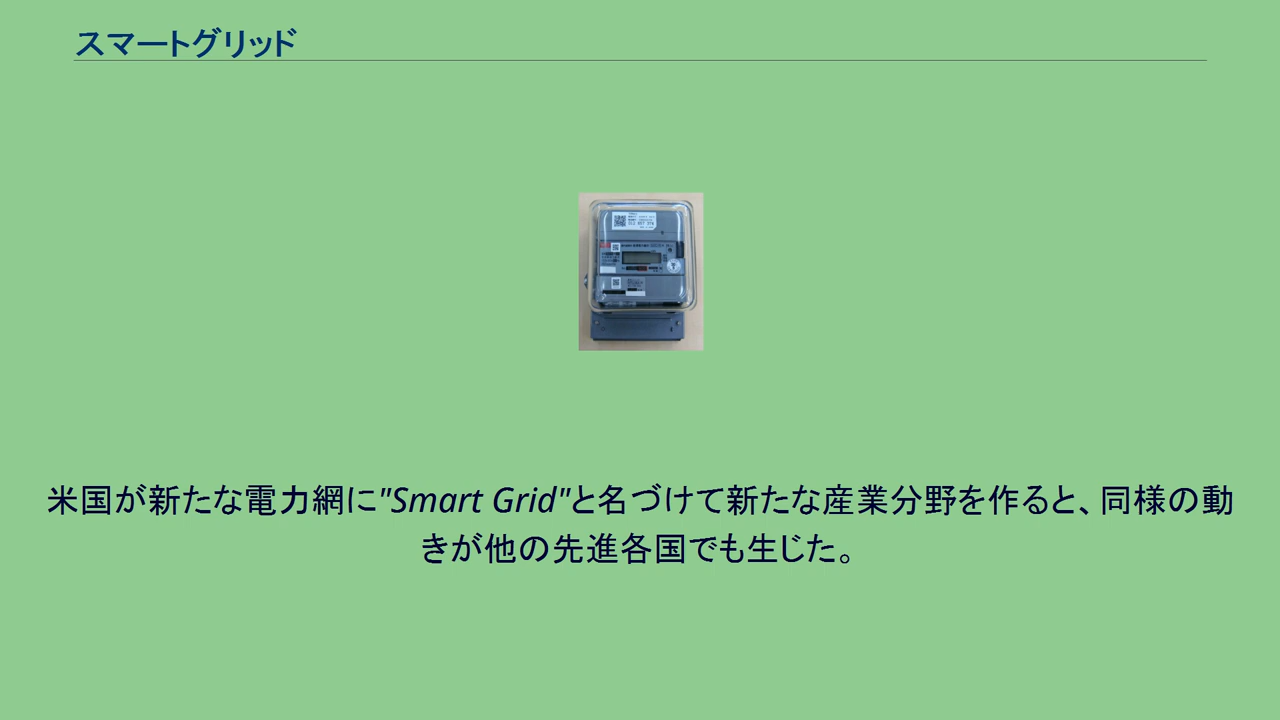 スマートグリッド
米国が新たな電力網に"Smart Grid"と名づけて新たな産業分野を作ると、同様の動
きが他の先進各国でも生じた。